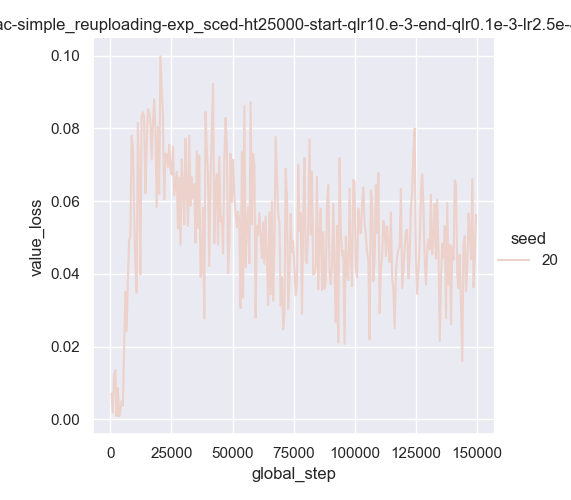 ac-simple_reuploading-exp_sced-ht25000-start-qlr10.e-3-end-qlr0.1e-3-lr2.5e-
0.10
0.08
0.06
0.04
0.02
0.00
value_loss
0 25000 50000 75000 100000 125000 150000
global_step
seed
20